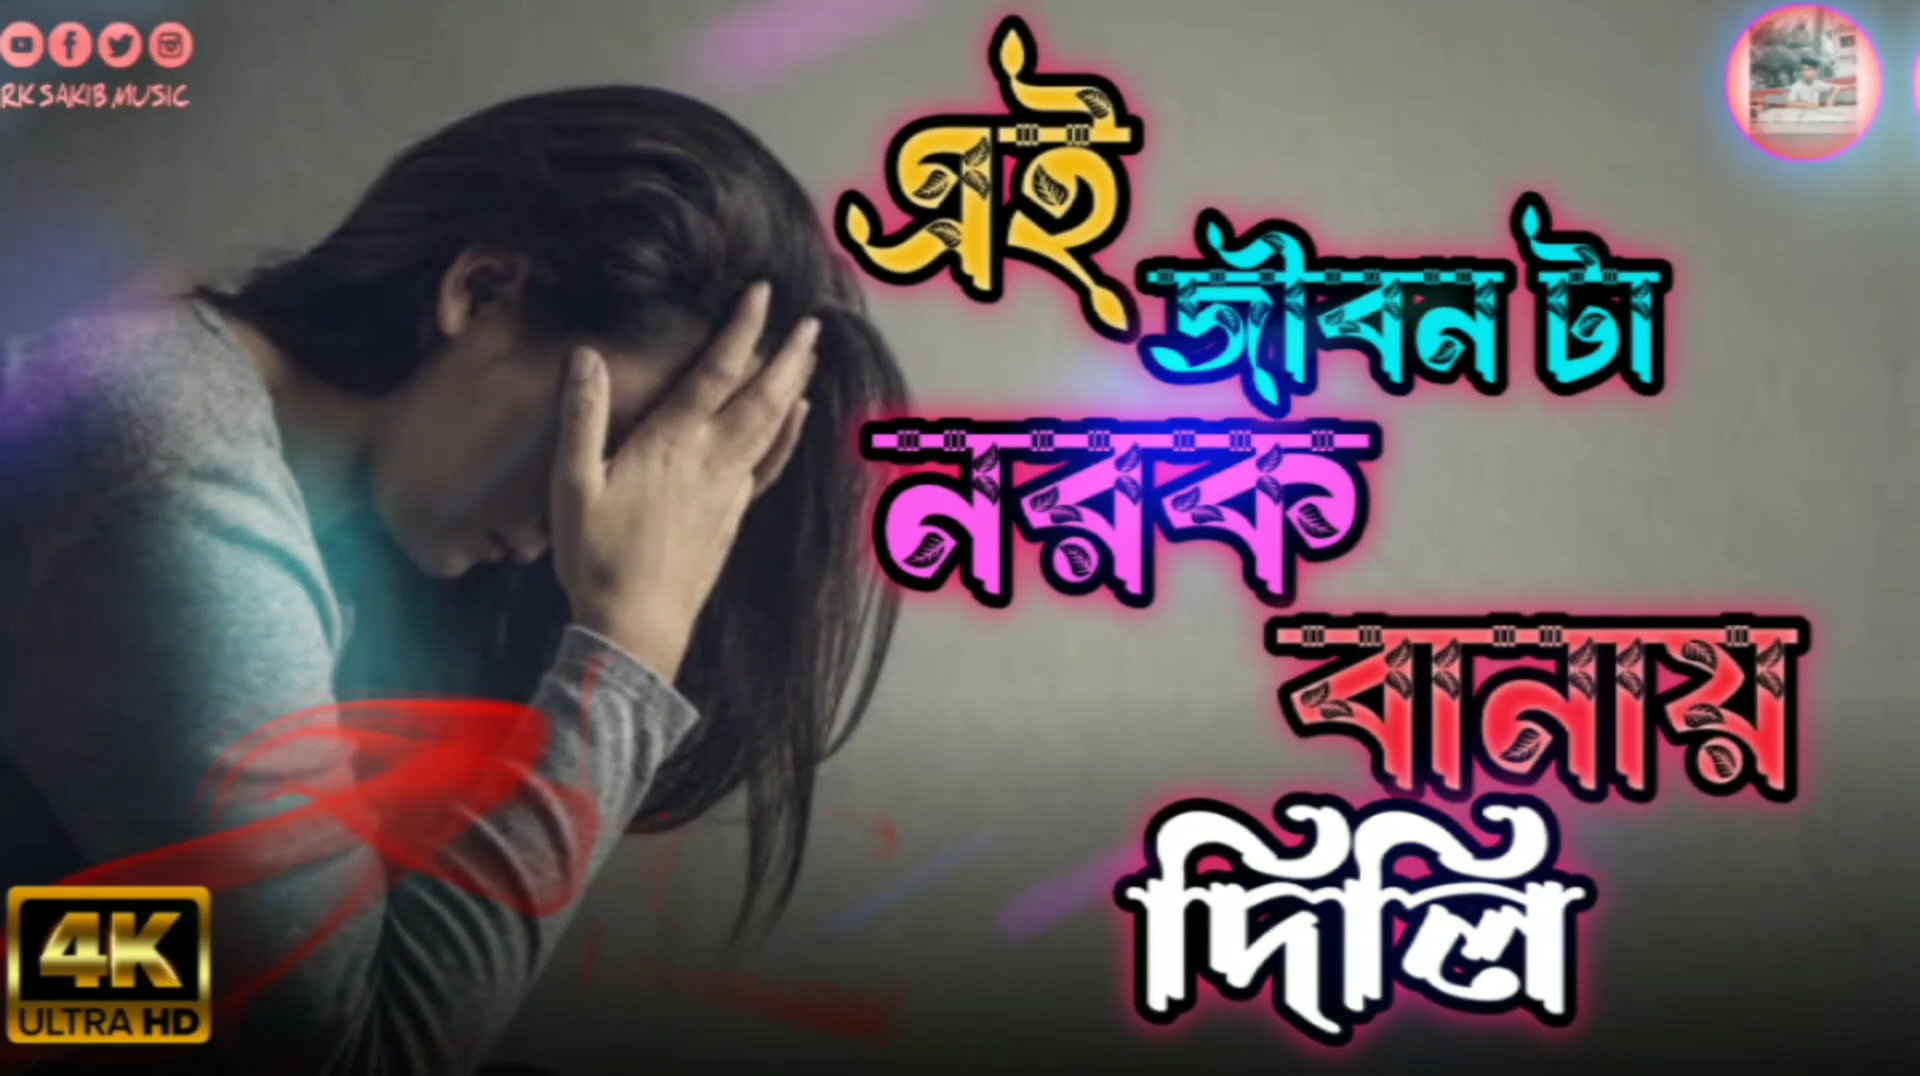 RK SAKIB MUSIC
এই
জীবন টা
নরক
বানায়
দিলি
4K
ULTRA HD